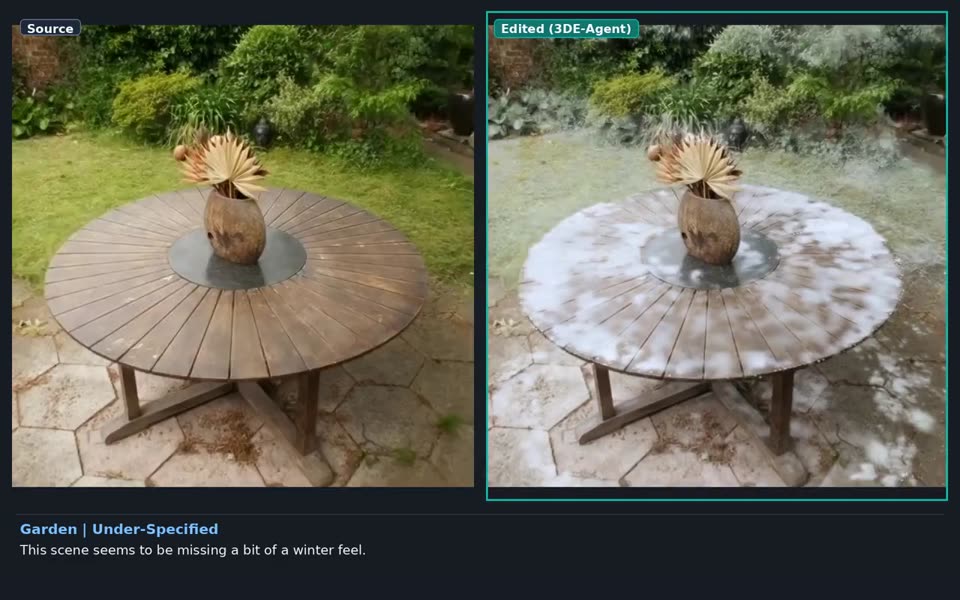 Source
Edited (3DE-Agent)
Garden | Under-Specified
This scene seems to be missing a bit of a winter feel.